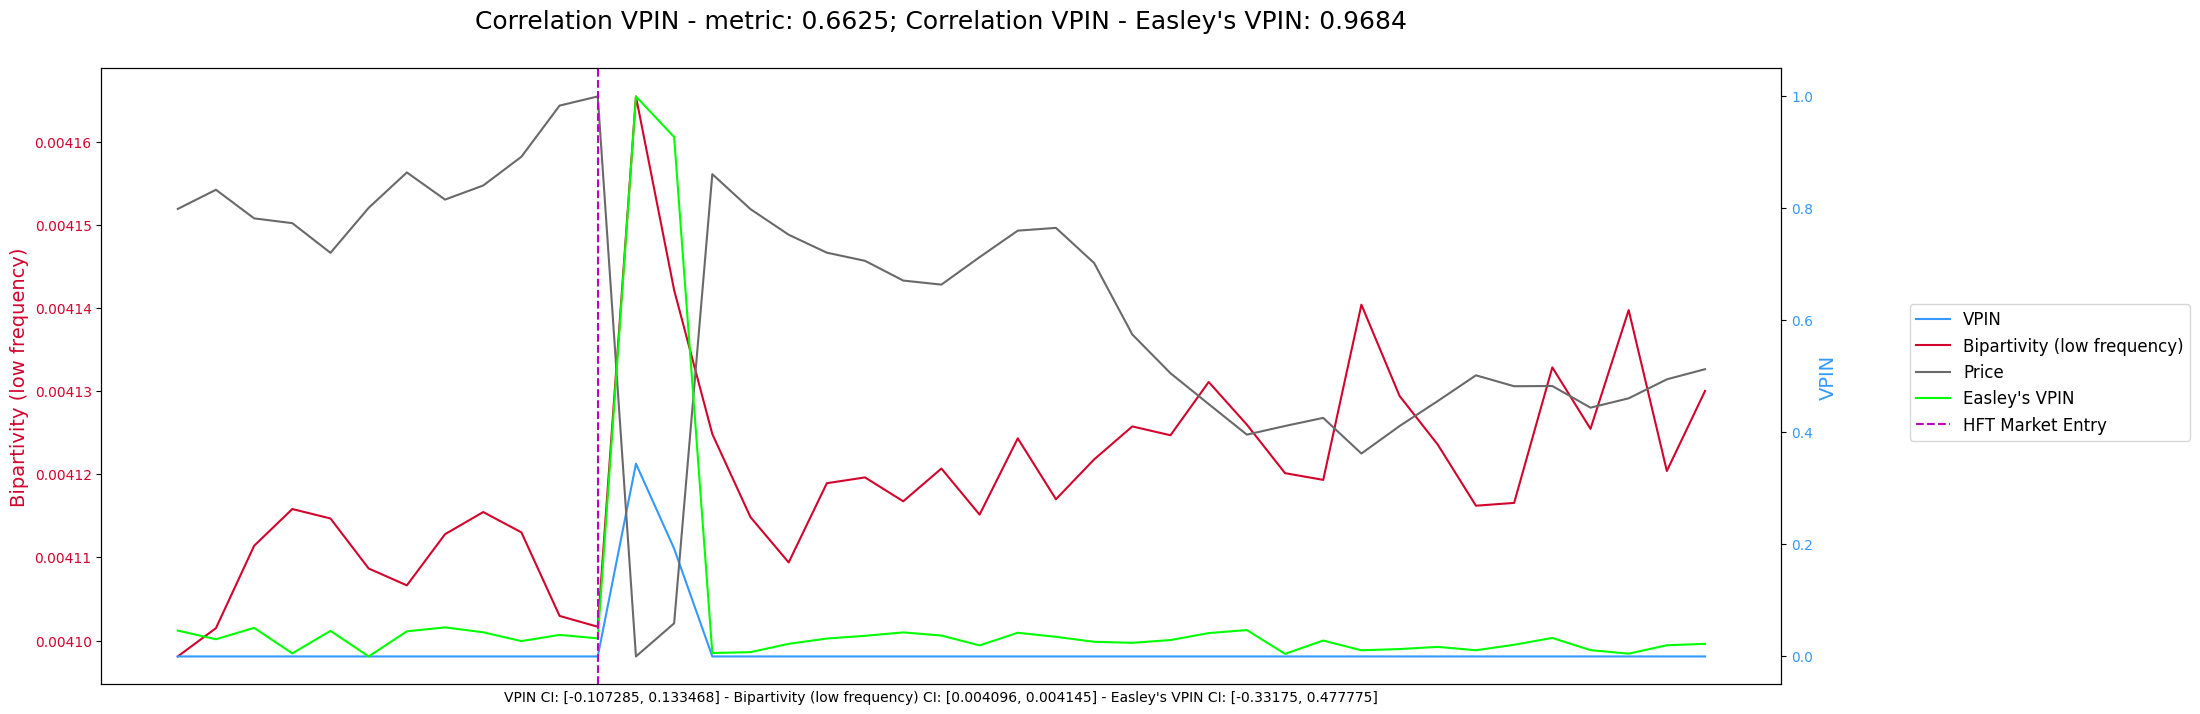 Correlation VPIN - metric: 0.6625; Correlation VPIN - Easley's VPIN: 0.9684
Bipartivity (low frequency)
0.00416
0.00415
0.00414
0.00413
0.00412
0.00411
0.00410
1.0
0.8
0.6
0.4
0.2
0.0
VPIN
VPIN
Bipartivity (low frequency)
Price
Easley's VPIN
HFT Market Entry
VPIN CI: [-0.107285, 0.133468] - Bipartivity (low frequency) CI: [0.004096, 0.004145] - Easley's VPIN CI: [-0.33175, 0.477775]